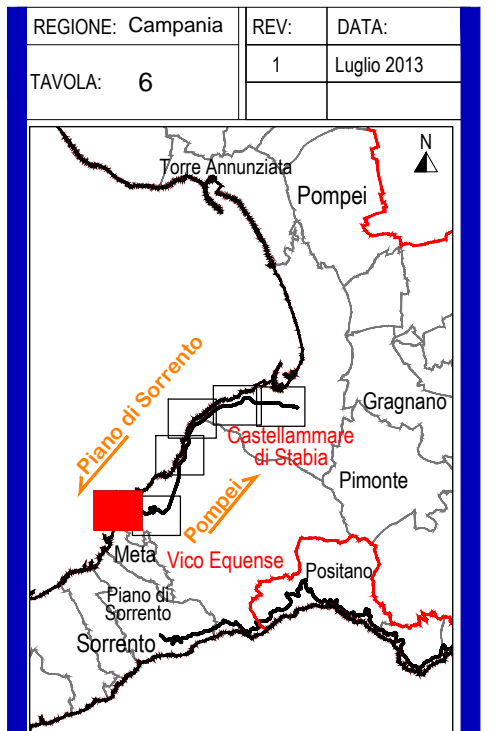 REGIONE: Campania
REV:
DATA:
TAVOLA: 6
1
Luglio 2013
N
Torre Annunziata
Pompei
Piano di Sorrento
Gragnano
Castellammare
di Stabia
Pimonte
Pompei
Meta
Vico Equense
Positano
Piano di
Sorrento
Sorrento